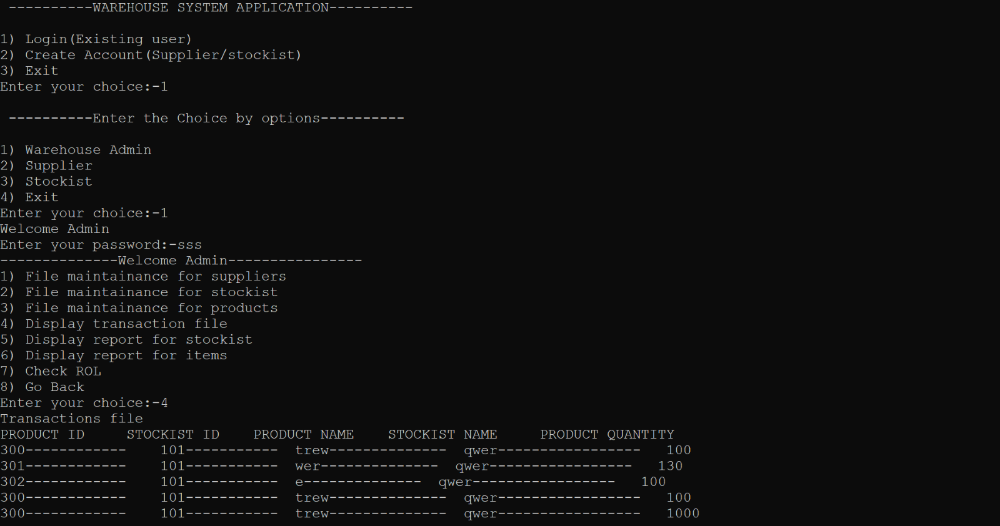 ----------WAREHOUSE SYSTEM APPLICATION----------
1) Login(Existing user)
2) Create Account(Supplier/stockist)
3) Exit
Enter your choice:-1
----------Enter the Choice by options----------
1) Warehouse Admin
2) Supplier
3) Stockist
4) Exit
Enter your choice:-1
Welcome Admin
Enter your password:-sss
--------------Welcome Admin----------------
1) File maintainance for suppliers
2) File maintainance for stockist
3) File maintainance for products
4) Display transaction file
5) Display report for stockist
6) Display report for items
7) Check ROL
8) Go Back
Enter your choice:-4
Transactions file
PRODUCT ID     STOCKIST ID    PRODUCT NAME    STOCKIST NAME     PRODUCT QUANTITY
300------------    101-----------  trew--------------  qwer-----------------   100
301------------    101-----------  wer--------------  qwer-----------------   130
302------------    101-----------  e--------------  qwer-----------------   100
300------------    101-----------  trew--------------  qwer-----------------   100
300------------    101-----------  trew--------------  qwer-----------------   1000